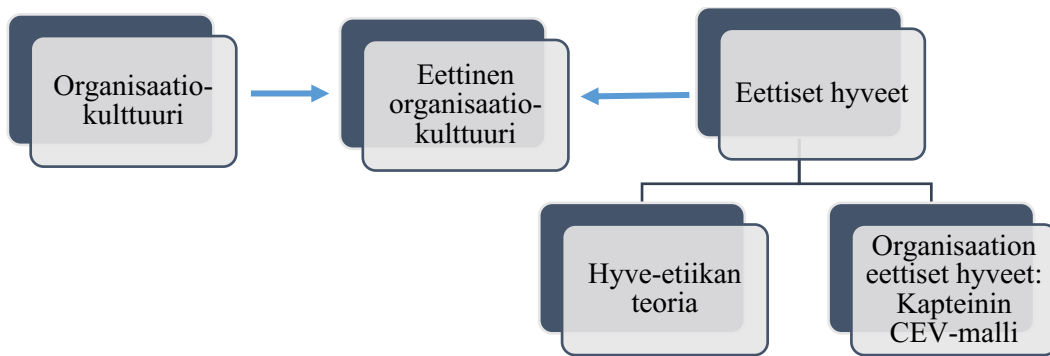 Organisaatio-
kulttuuri
Eettinen
organisaatio-
kulttuuri
Eettiset hyveet
Hyve-etiikan
teoria
Organisaation
eettiset hyveet:
Kapteinin
CEV-malli